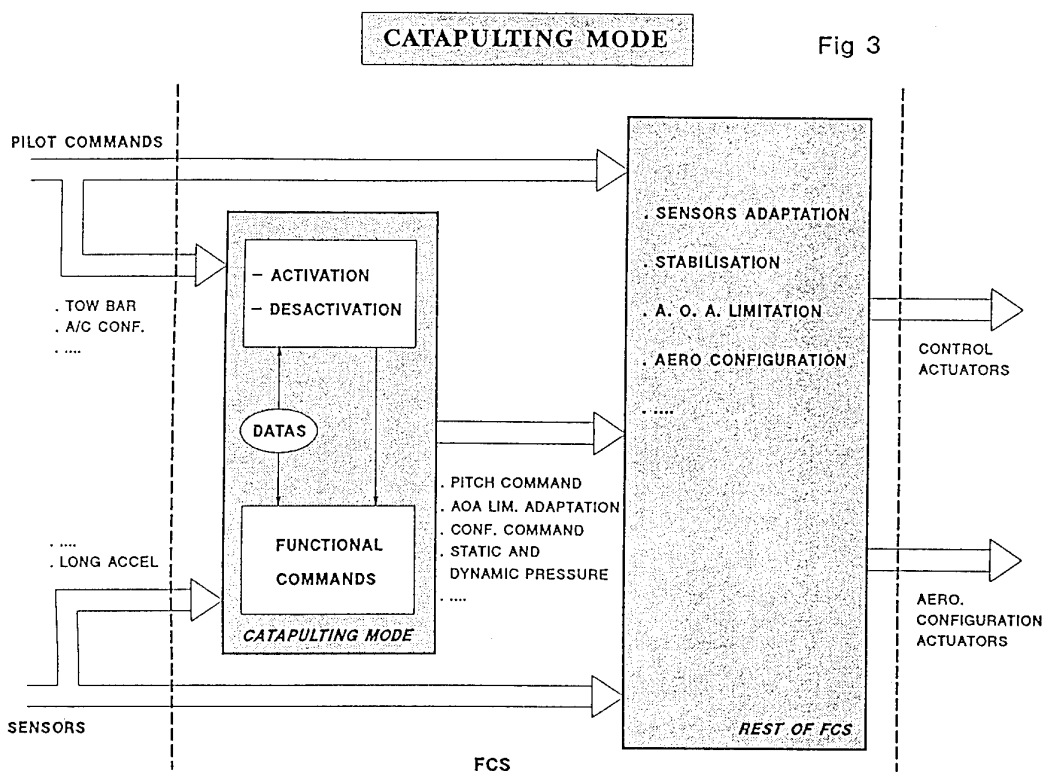 CATAPULTING MODE
Fig 3
PILOT COMMANDS
. TOW BAR
. A/C CONF.
. ....
– ACTIVATION
– DESACTIVATION
DATAS
FUNCTIONAL
COMMANDS
CATAPULTING MODE
. ....
. LONG ACCEL
SENSORS
. PITCH COMMAND
. AOA LIM. ADAPTATION
. CONF. COMMAND
. STATIC AND
DYNAMIC PRESSURE
. ....
. SENSORS ADAPTATION
. STABILISATION
. A. O. A. LIMITATION
. AERO CONFIGURATION
. ....
REST OF FCS
CONTROL
ACTUATORS
AERO.
CONFIGURATION
ACTUATORS
FCS